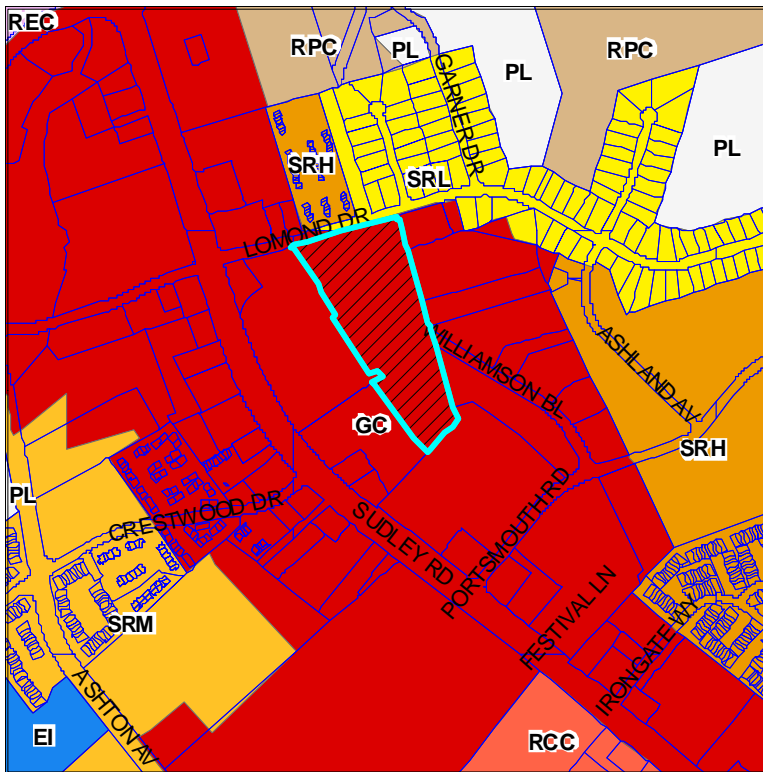 REC
RPC
PL
RPC
GARNER DR
PL
PL
SRH
SRL
LOMOND DR
WILLIAMSON BL
ASHLAND AV
GC
SRH
PL
CRESTWOOD DR
SUDLEY RD
PORTSMOUTH RD
FESTIVAL LN
IRONGATE WY
SRM
ASHTON AV
EI
RCC